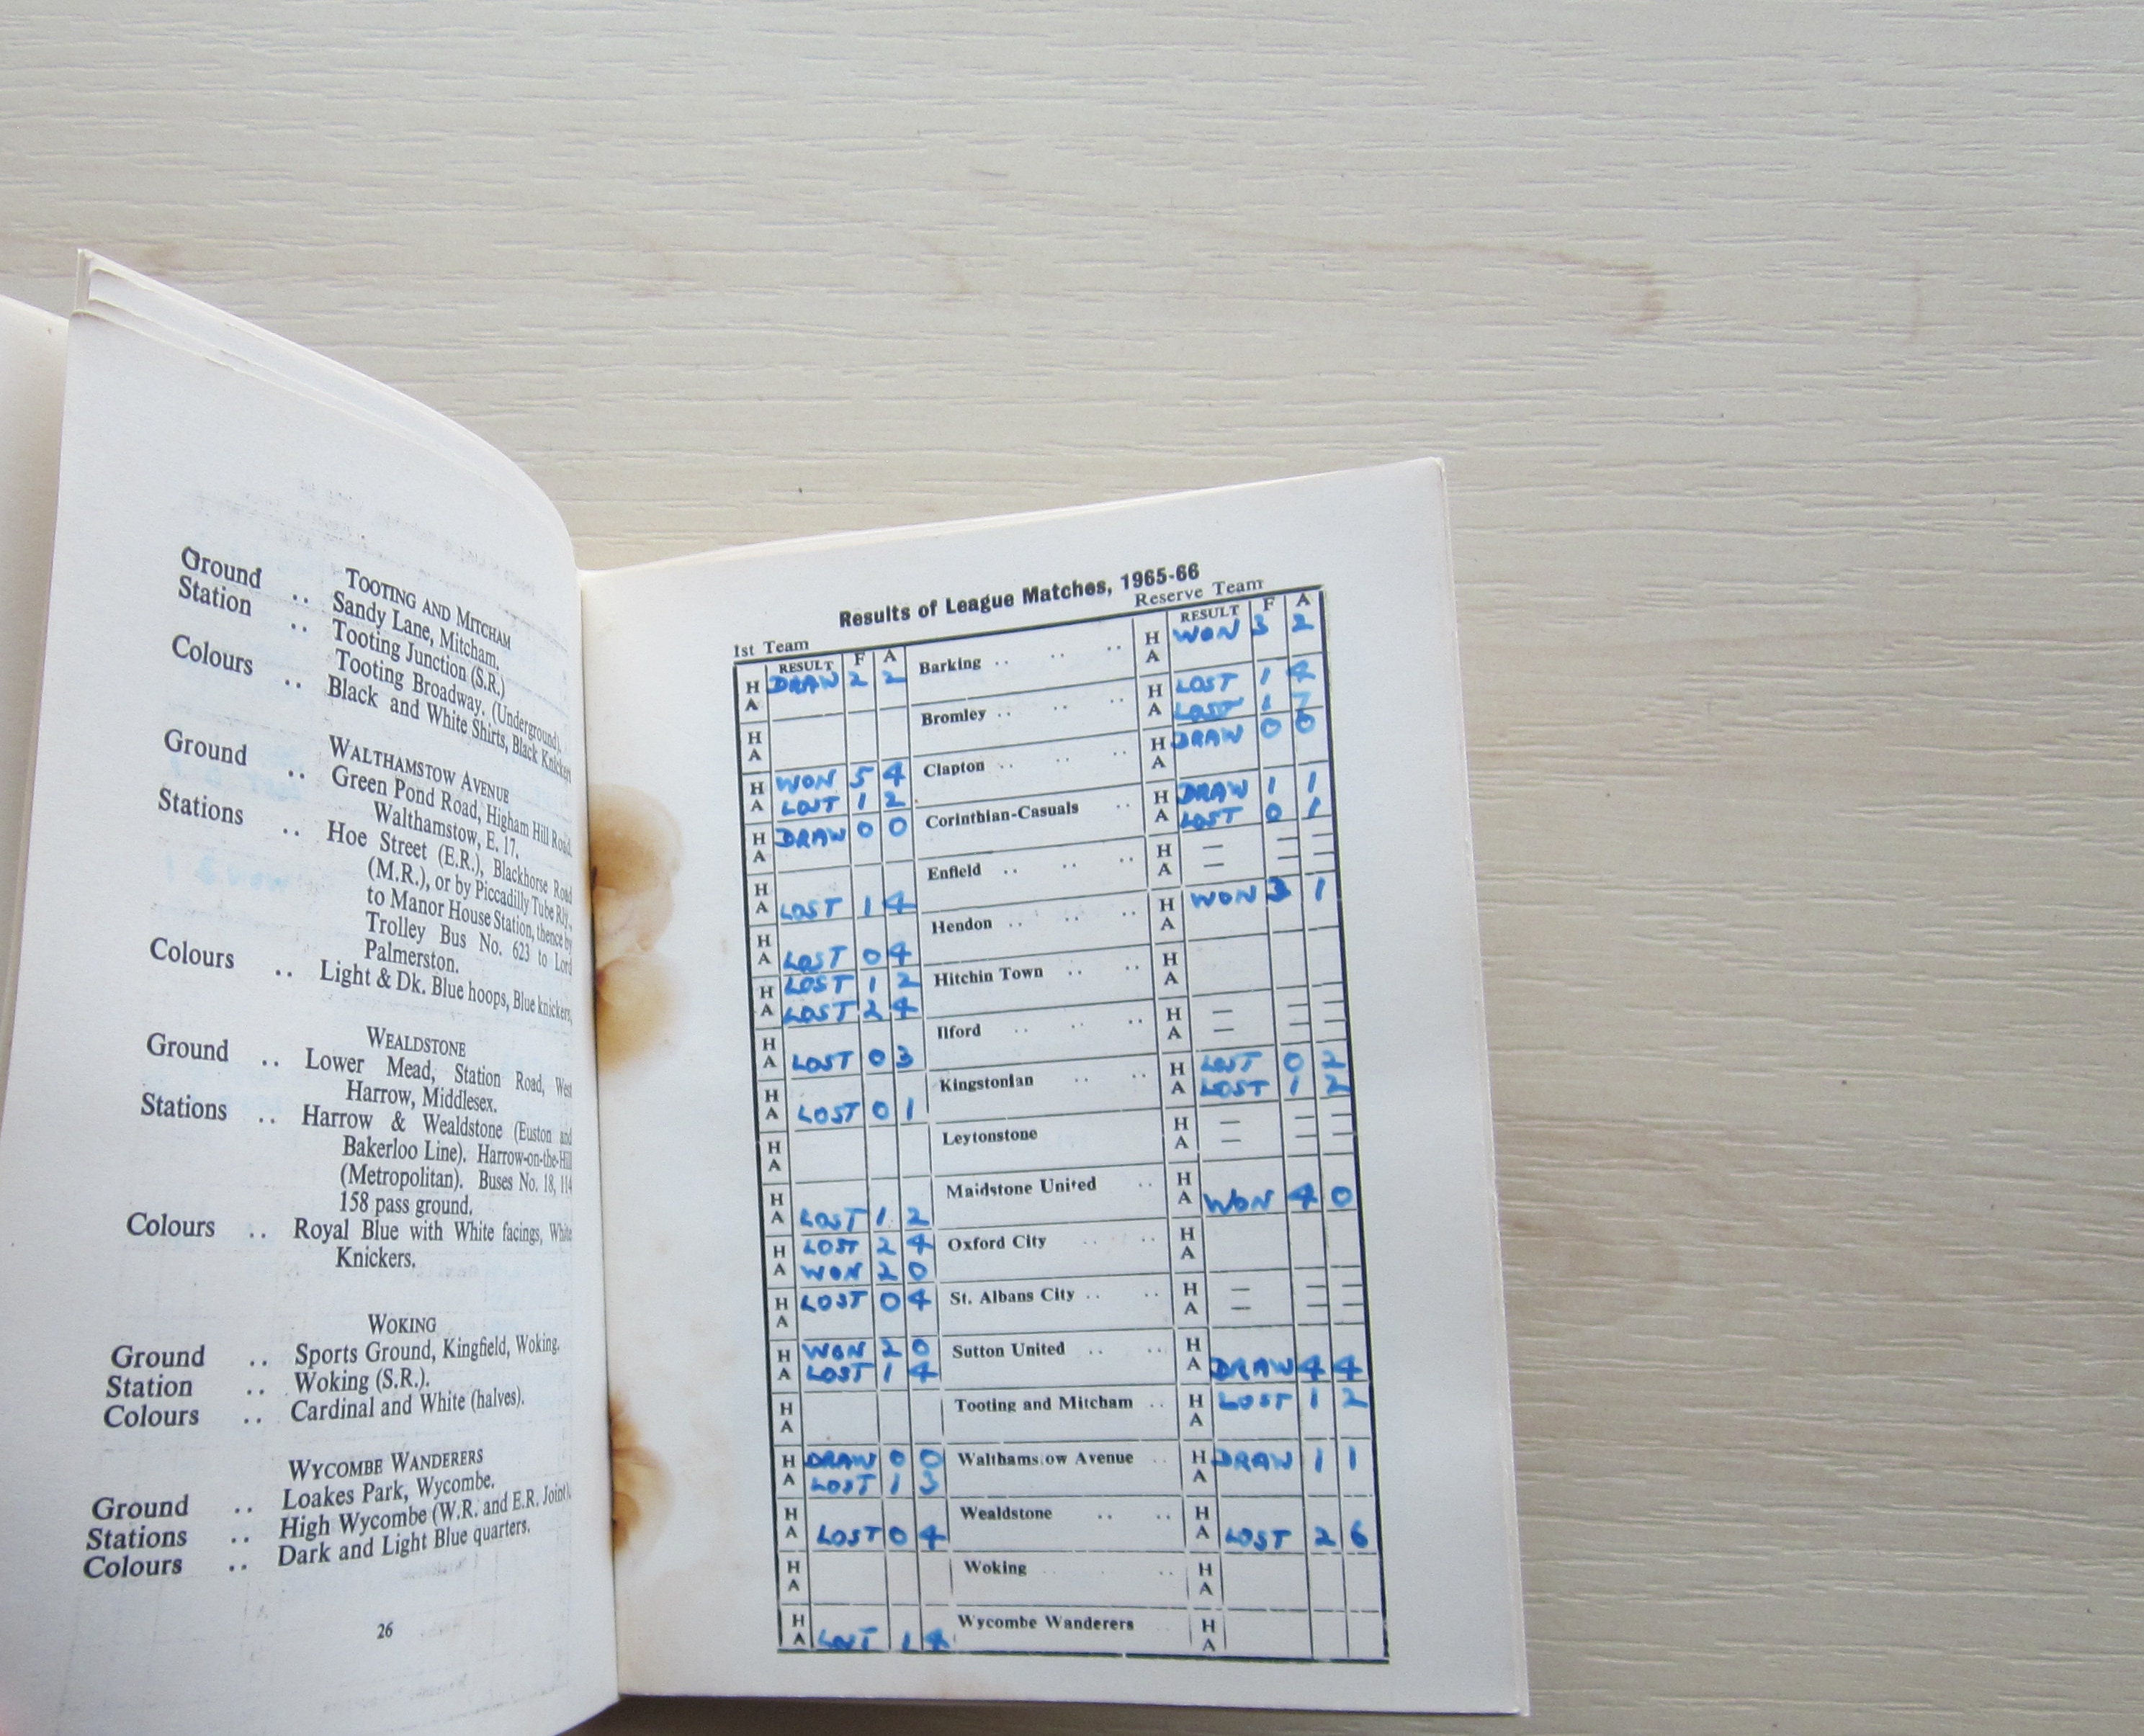 TOOTING AND MITCHAM
Ground .. Sandy Lane, Mitcham.
Station .. Tooting Junction (S.R.)
Tooting Broadway. (Underground).
Colours .. Black and White Shirts, Black Knickers
WALTHAMSTOW AVENUE
Ground .. Green Pond Road, Higham Hill Road,
Walthamstow, E. 17.
Stations .. Hoe Street (E.R.), Blackhorse Road
(M.R.), or by Piccadilly Tube Rly.,
to Manor House Station, thence by
Trolley Bus No. 623 to Lord
Palmerston.
Colours .. Light & Dk. Blue hoops, Blue knickers,
WEALDSTONE
Ground .. Lower Mead, Station Road, West
Harrow, Middlesex.
Stations .. Harrow & Wealdstone (Euston and
Bakerloo Line). Harrow-on-the-Hill
(Metropolitan). Buses No. 18, 114
158 pass ground.
Colours .. Royal Blue with White facings, White
Knickers.
WOKING
Ground .. Sports Ground, Kingfield, Woking.
Station .. Woking (S.R.).
Colours .. Cardinal and White (halves).
WYCOMBE WANDERERS
Ground .. Loakes Park, Wycombe.
Stations .. High Wycombe (W.R. and E.R. Joint)
Colours .. Dark and Light Blue quarters.
26
Results of League Matches, 1965-66
1st Team Reserve Team
RESULT F A RESULT F A
H DRAW 2 2 Barking .. .. .. H WON 3 2
A A
H Bromley .. .. .. H LOST 1 4
A A LOST 1 7
H WON 5 4 Clapton .. .. .. H DRAW 0 0
A LOST 1 2 A
H DRAW 0 0 Corinthian-Casuals .. H DRAW 1 1
A A LOST 0 1
H Enfield .. .. .. H — — —
A LOST 1 4 A — — —
H Hendon .. .. .. H WON 3 1
A LOST 0 4 A
H LOST 1 2 Hitchin Town .. .. H
A LOST 2 4 A
H Ilford .. .. .. H — — —
A LOST 0 3 A — — —
H Kingstonian .. .. H LOST 0 2
A LOST 0 1 A LOST 1 2
H Leytonstone H — — —
A A — — —
H Maidstone United .. H
A LOST 1 2 A WON 4 0
H LOST 2 4 Oxford City .. .. H
A WON 2 0 A
H LOST 0 4 St. Albans City .. .. H — — —
A A — — —
H WON 2 0 Sutton United .. .. H
A LOST 1 4 A DRAW 4 4
H Tooting and Mitcham .. H LOST 1 2
A A
H DRAW 0 0 Walthamstow Avenue .. H DRAW 1 1
A LOST 1 3 A
H Wealdstone .. .. H
A LOST 0 4 A LOST 2 6
H Woking .. .. H
A A
H Wycombe Wanderers H
A LOST 1 4 A